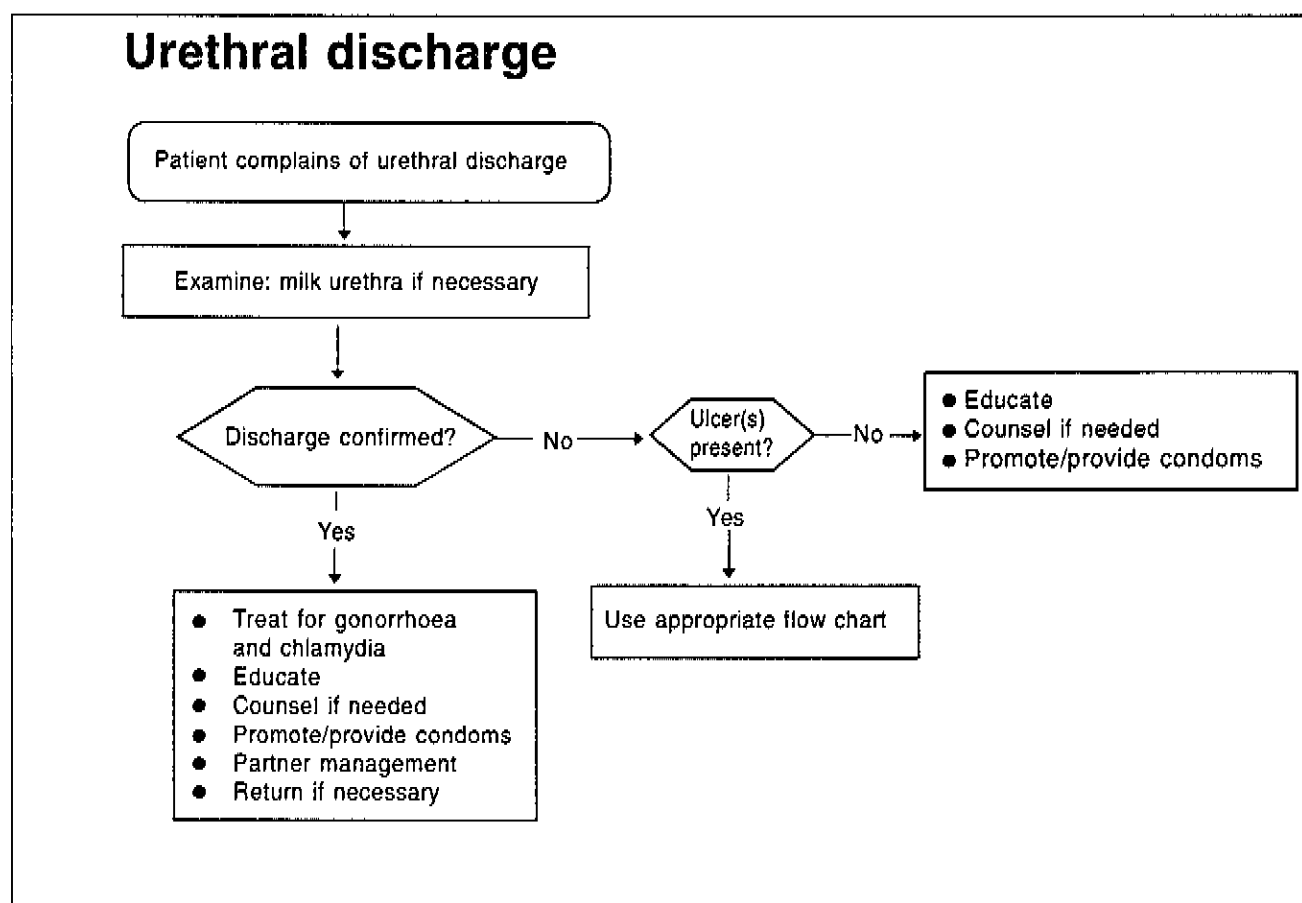 Urethral discharge
Patient complains of urethral discharge
Examine: milk urethra if necessary
Discharge confirmed?
No
Ulcer(s)
present?
No
● Educate
● Counsel if needed
● Promote/provide condoms
Yes
Yes
● Treat for gonorrhoea
and chlamydia
● Educate
● Counsel if needed
● Promote/provide condoms
● Partner management
● Return if necessary
Use appropriate flow chart